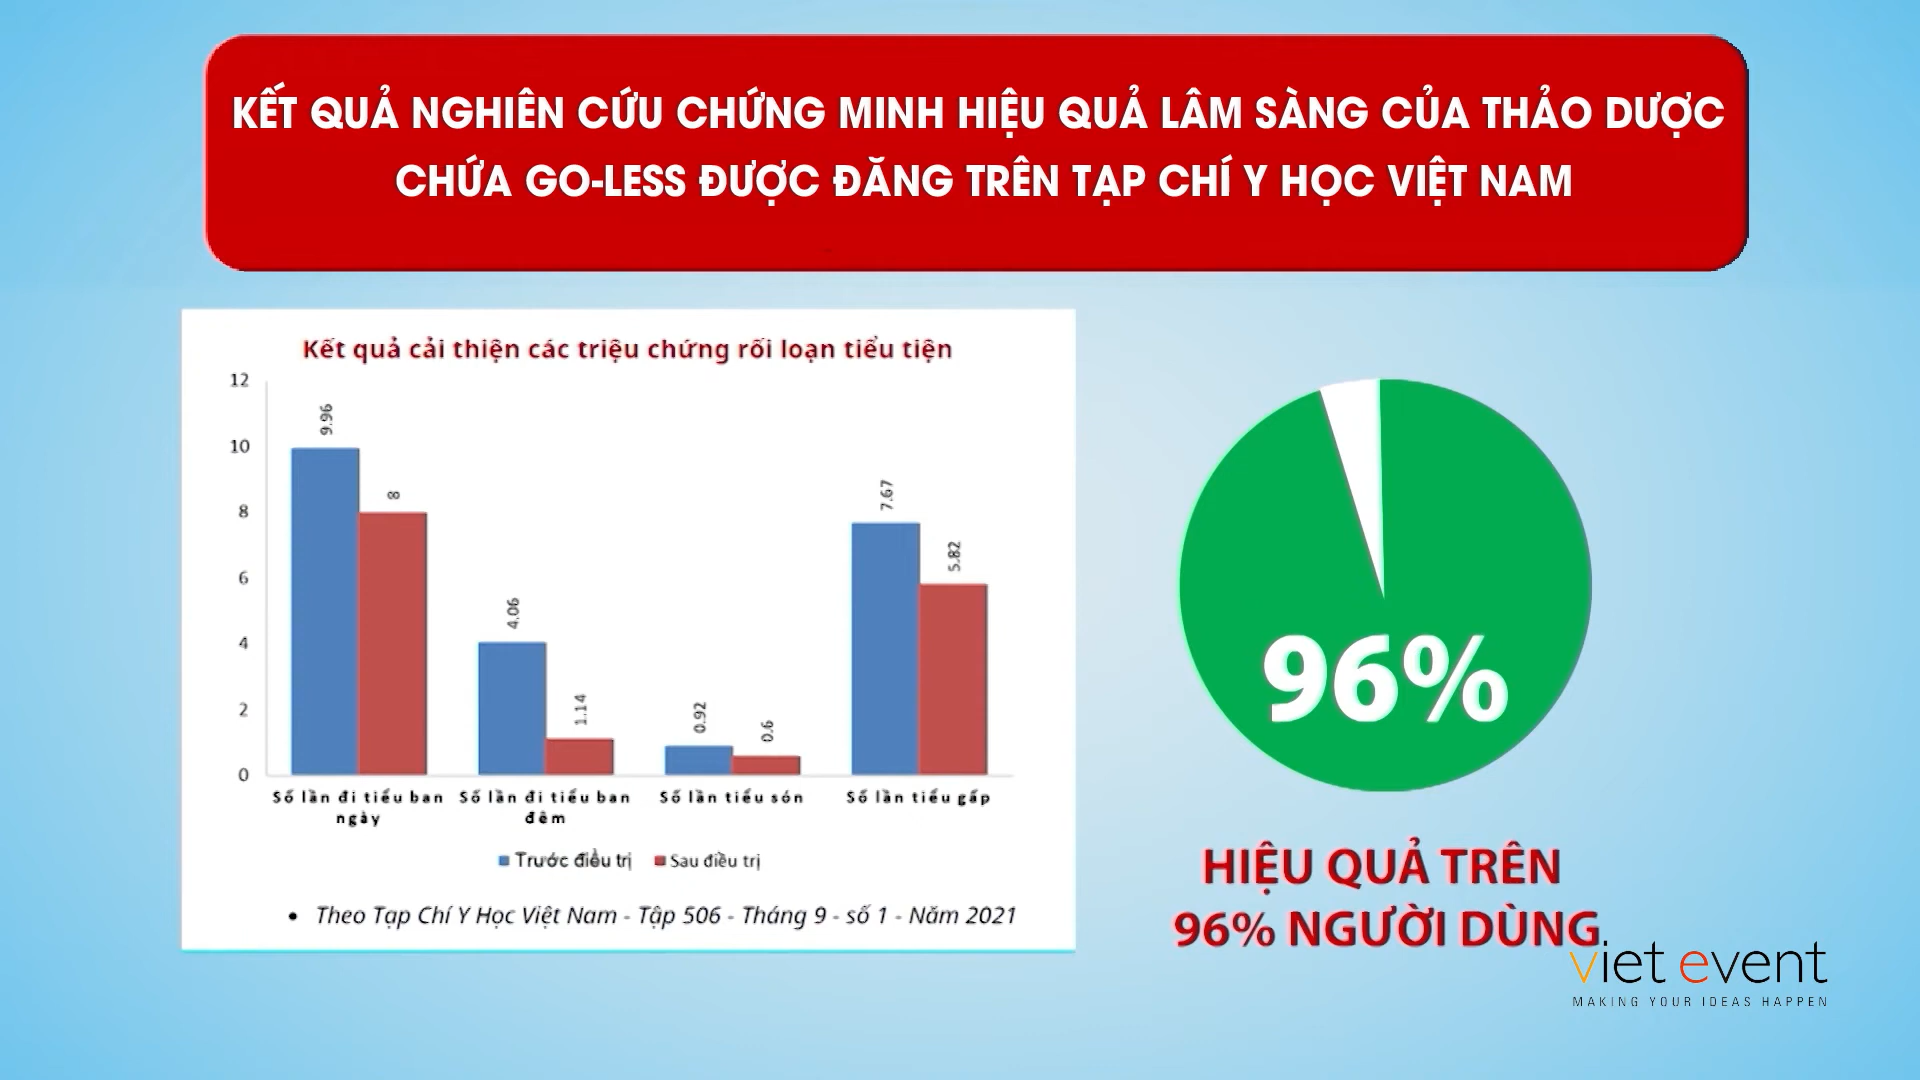 KẾT QUẢ NGHIÊN CỨU CHỨNG MINH HIỆU QUẢ LÂM SÀNG CỦA THẢO DƯỢC
CHỨA GO-LESS ĐƯỢC ĐĂNG TRÊN TẠP CHÍ Y HỌC VIỆT NAM
Kết quả cải thiện các triệu chứng rối loạn tiểu tiện
12
10
8
6
4
2
0
9.96
8
4.06
1.14
0.92
0.6
7.67
5.82
Số lần đi tiểu ban
ngày
Số lần đi tiểu ban
đêm
Số lần tiểu són
Số lần tiểu gấp
Trước điều trị
Sau điều trị
• Theo Tạp Chí Y Học Việt Nam - Tập 506 - Tháng 9 - số 1 - Năm 2021
96%
HIỆU QUẢ TRÊN
96% NGƯỜI DÙNG
viet event
MAKING YOUR IDEAS HAPPEN